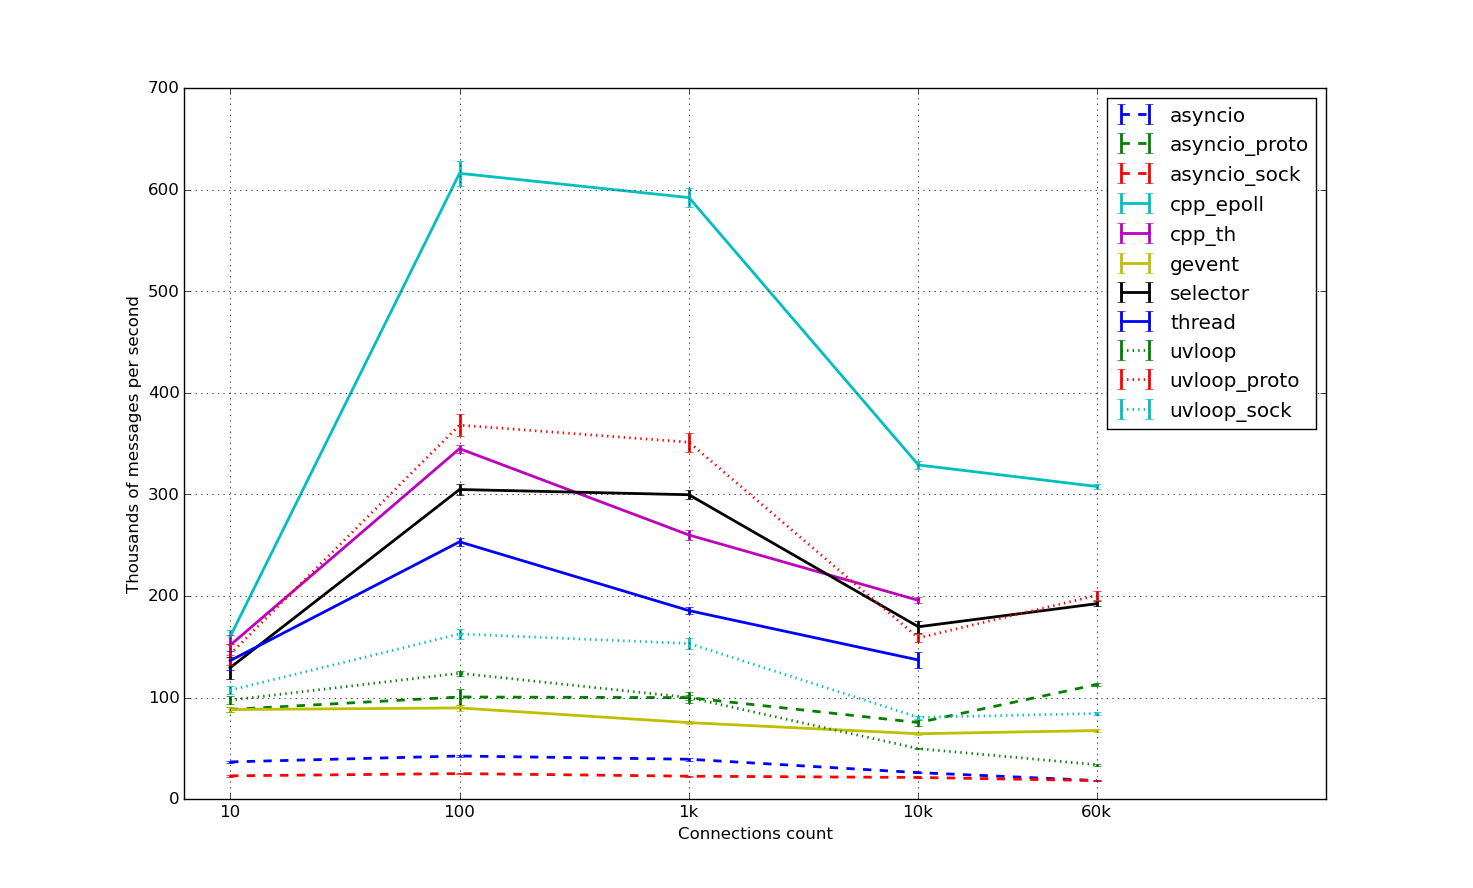 700
600
500
400
300
200
100
0
Thousands of messages per second
10 100 1k 10k 60k
Connections count
asyncio
asyncio_proto
asyncio_sock
cpp_epoll
cpp_th
gevent
selector
thread
uvloop
uvloop_proto
uvloop_sock